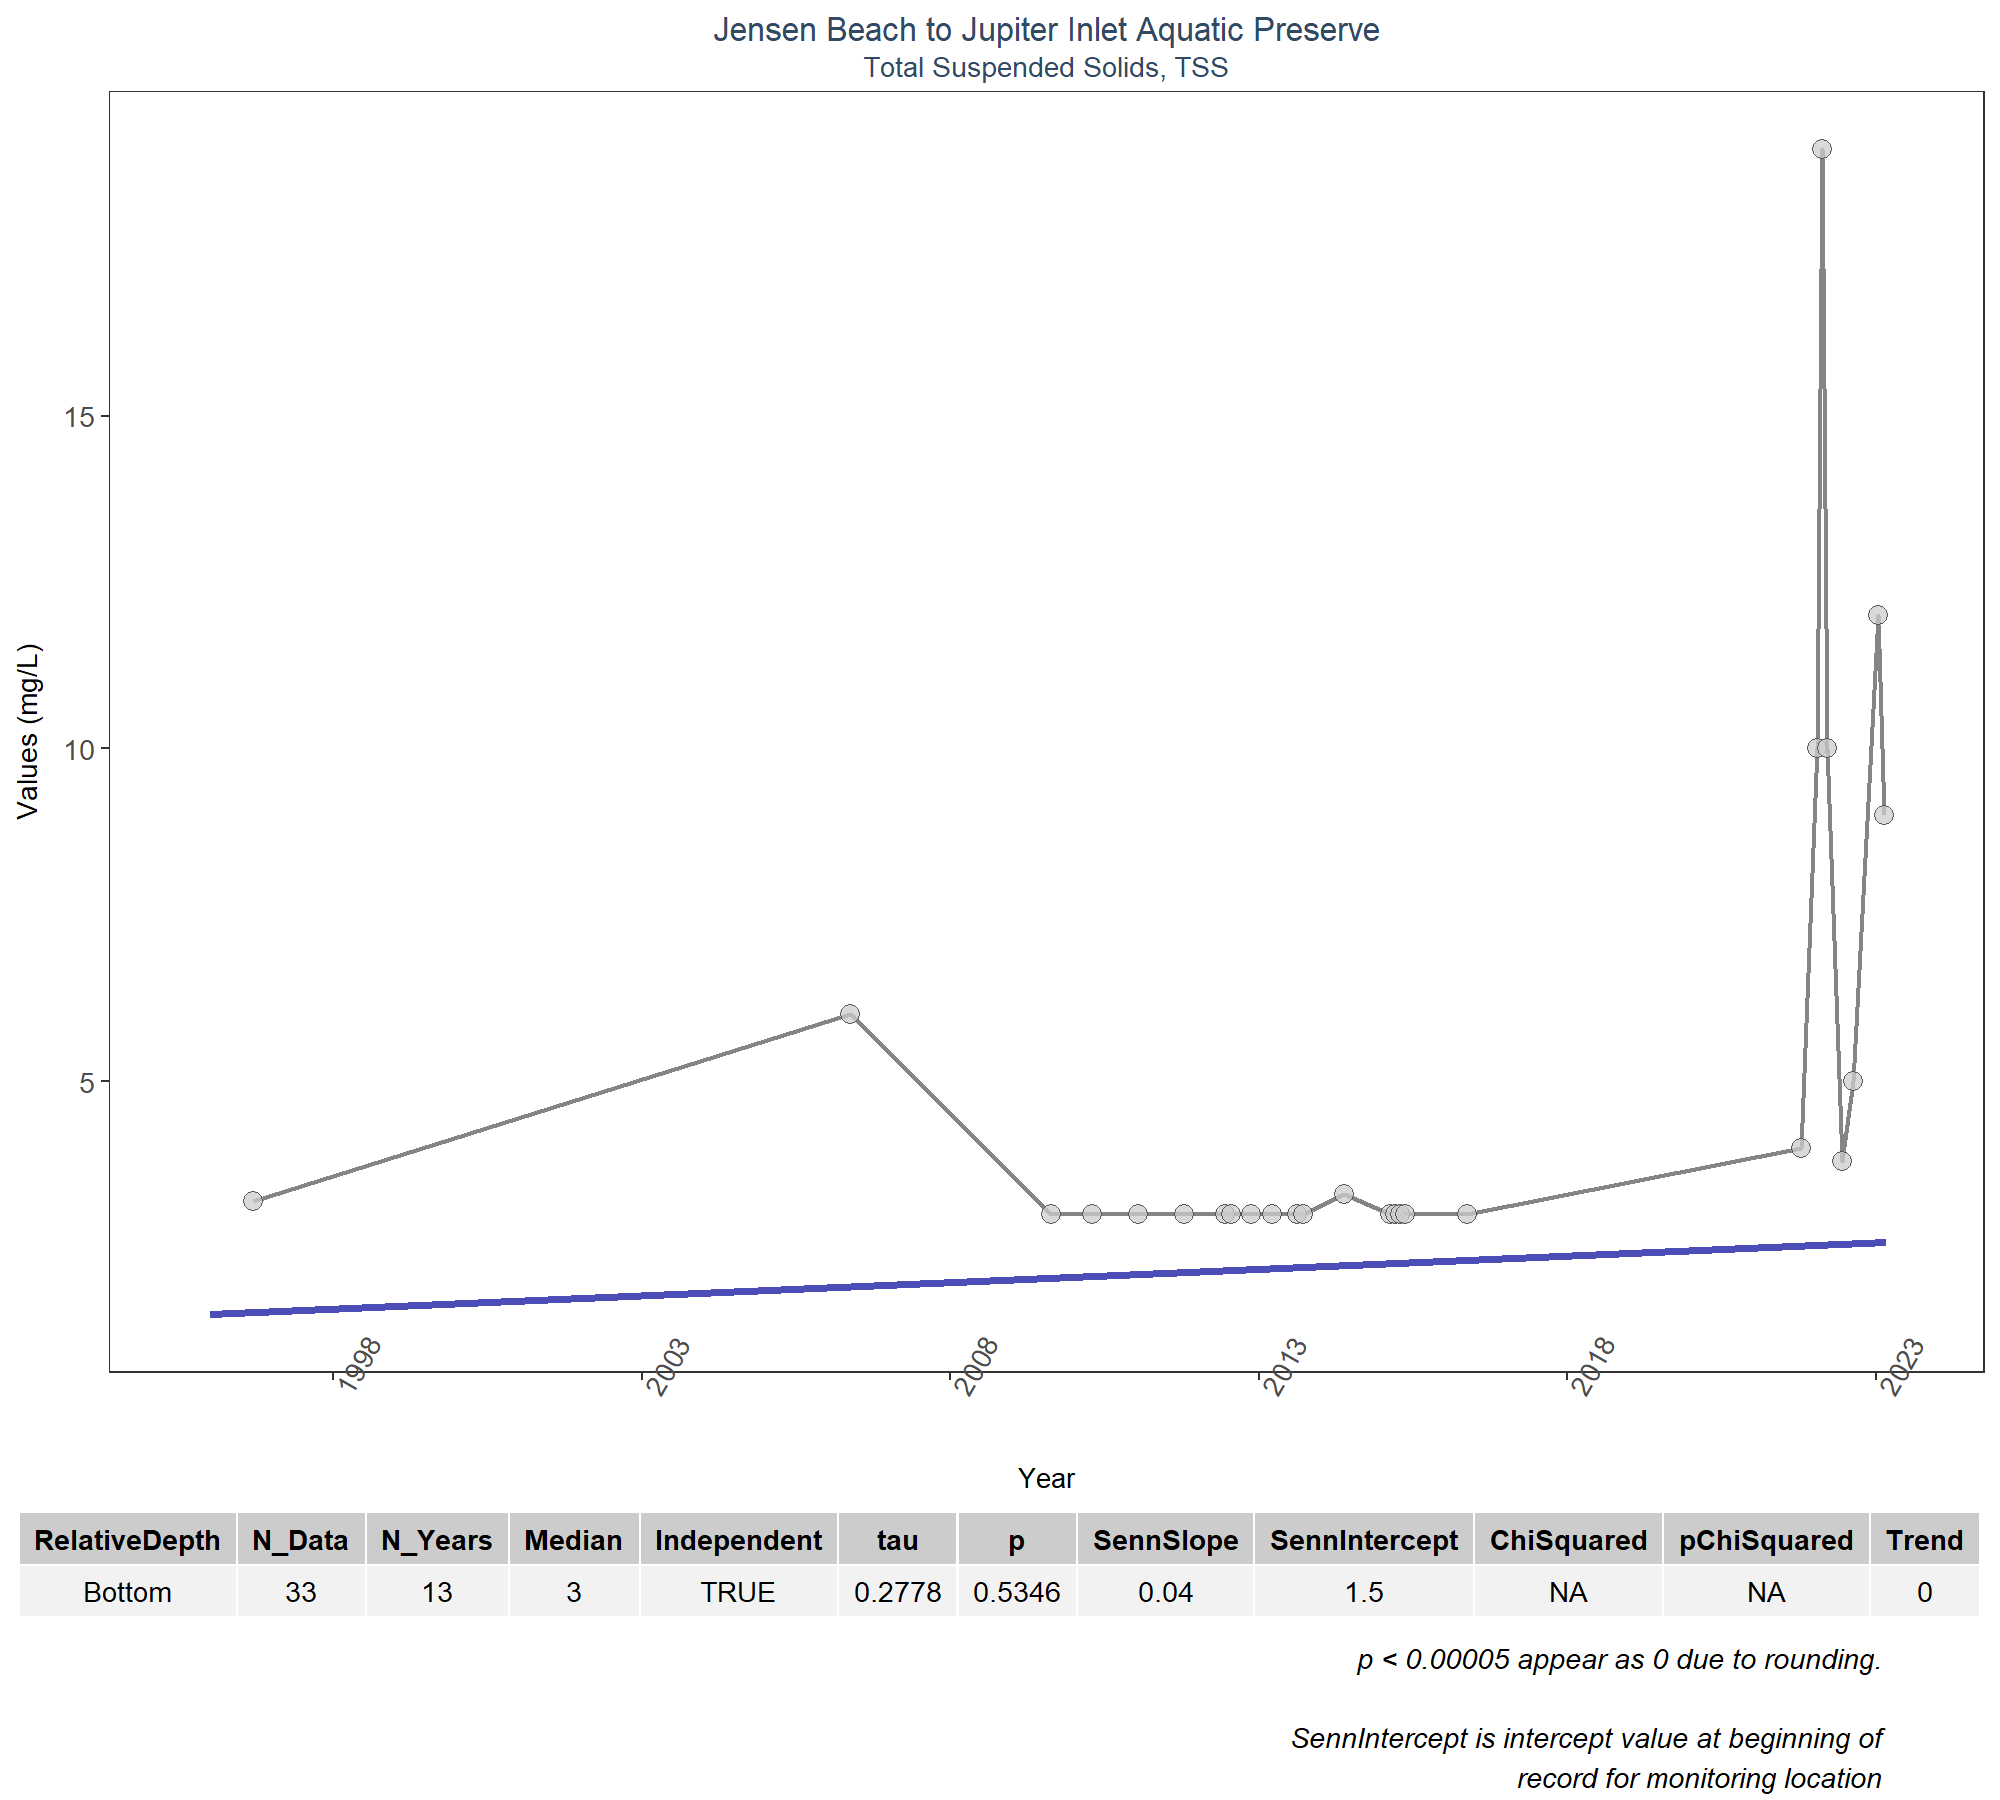 Jensen Beach to Jupiter Inlet Aquatic Preserve
Total Suspended Solids, TSS
Values (mg/L)
15
10
5
1998
2003
2008
2013
2018
2023
Year
RelativeDepth N_Data N_Years Median Independent tau p SennSlope SennIntercept ChiSquared pChiSquared Trend
Bottom 33 13 3 TRUE 0.2778 0.5346 0.04 1.5 NA NA 0
p < 0.00005 appear as 0 due to rounding.
SennIntercept is intercept value at beginning of
record for monitoring location